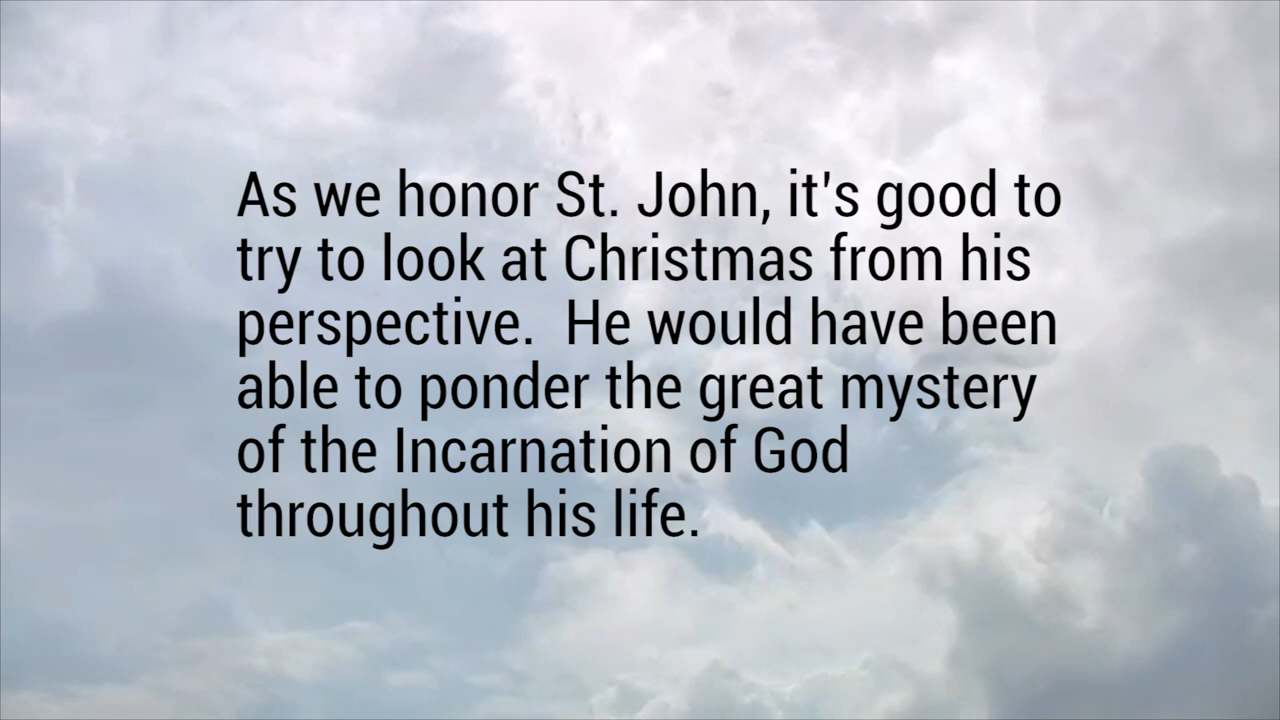 As we honor St. John, it's good to
try to look at Christmas from his
perspective.  He would have been
able to ponder the great mystery
of the Incarnation of God
throughout his life.